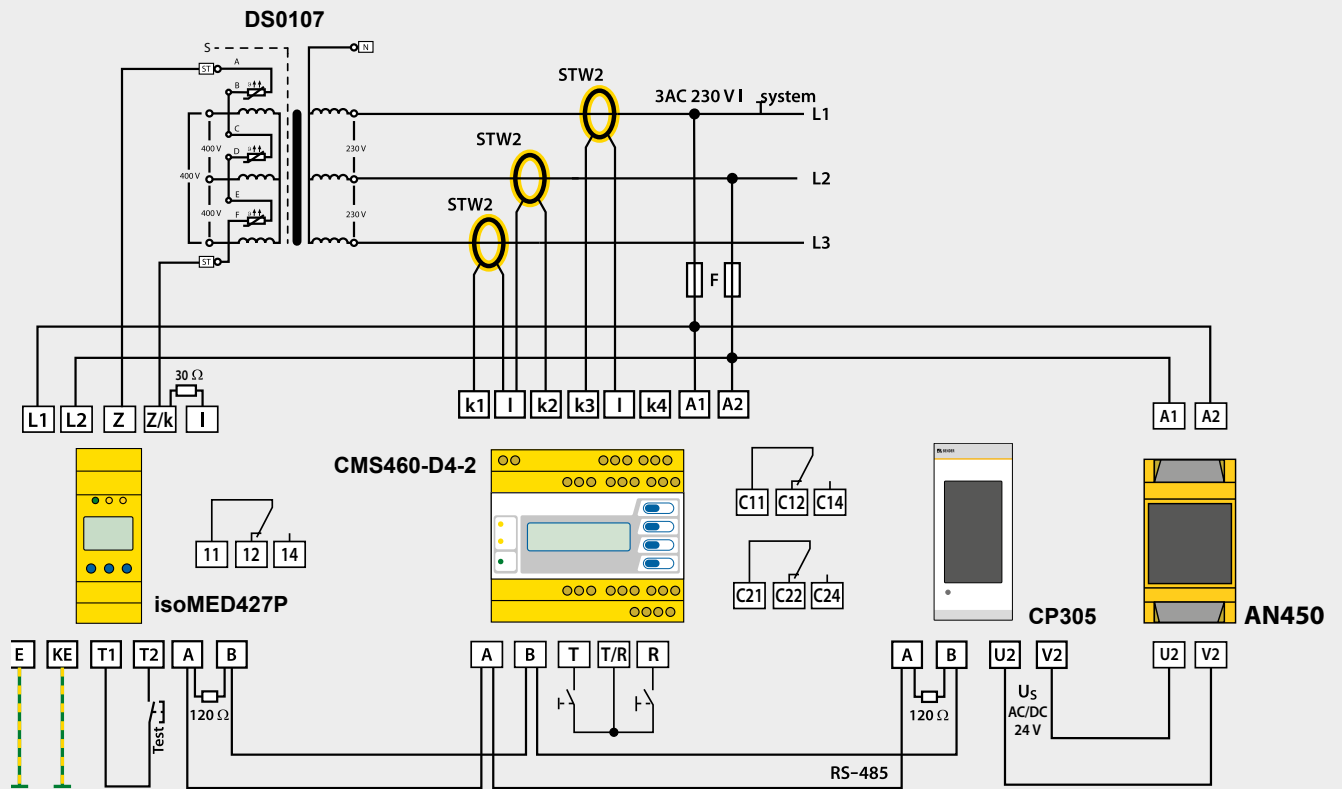 DS0107
S
A
N
ST
B
STW2
3AC 230 V I system
L1
C
STW2
400 V
D
230 V
400 V
L2
E
STW2
400 V
F
230 V
L3
ST
F
30 Ω
L1 L2 Z Z/k l
k1 l k2 k3 l k4 A1 A2
A1 A2
CMS460-D4-2
BENDER
C11 C12 C14
11 12 14
C21 C22 C24
isoMED427P
CP305
AN450
E KE T1 T2 A B
A B T T/R R
A B U2 V2
U2 V2
120 Ω
Test
120 Ω
Us
AC/DC
24 V
RS-485